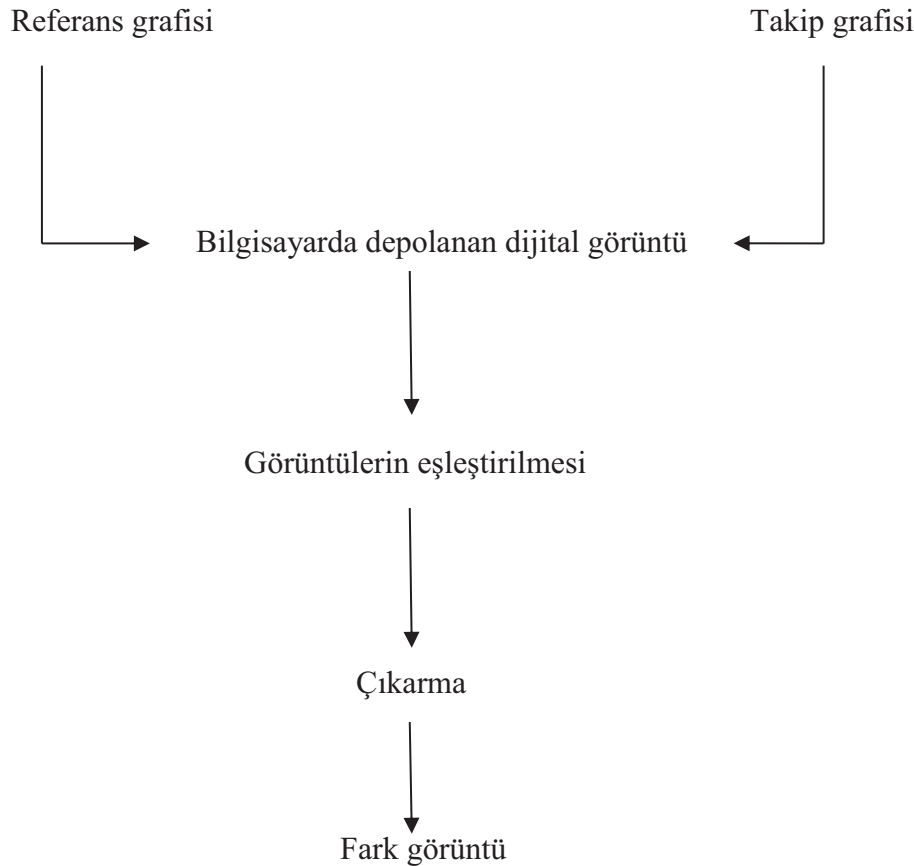 Referans grafisi
Takip grafisi
Bilgisayarda depolanan dijital görüntü
Görüntülerin eşleştirilmesi
Çıkarma
Fark görüntü